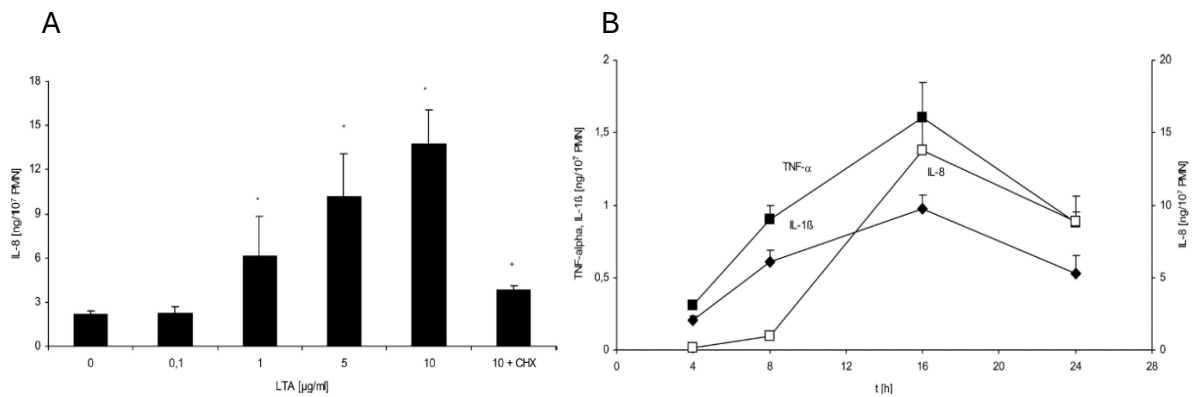 A
IL-8 [ng/10⁷ PMN]
18
15
12
9
6
3
0
* * * *
0 0,1 1 5 10 10 + CHX
LTA [µg/ml]
B
TNF-alpha, IL-1ß [ng/10⁷ PMN]
2
1,5
1
0,5
0
TNF-α
IL-8
IL-1ß
20
15
10
5
0
IL-8 [ng/10⁷ PMN]
0 4 8 12 16 20 24 28
t [h]